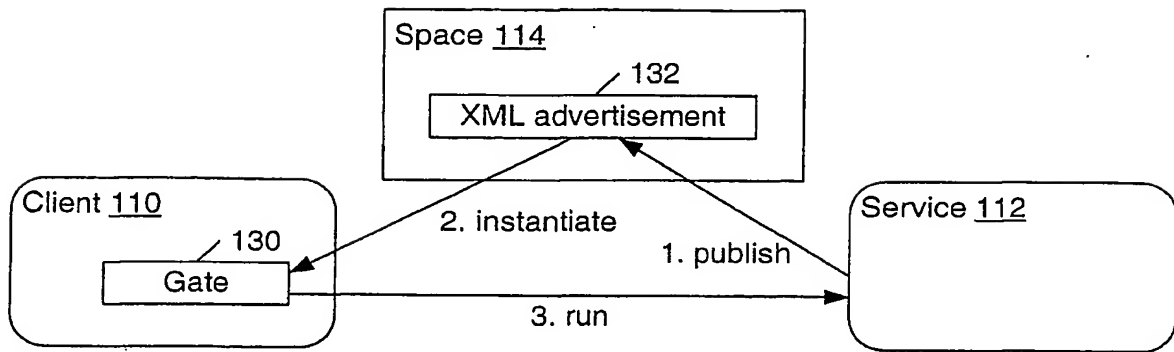 Space 114
132
XML advertisement
Client 110
130
Gate
2. instantiate
1. publish
Service 112
3. run